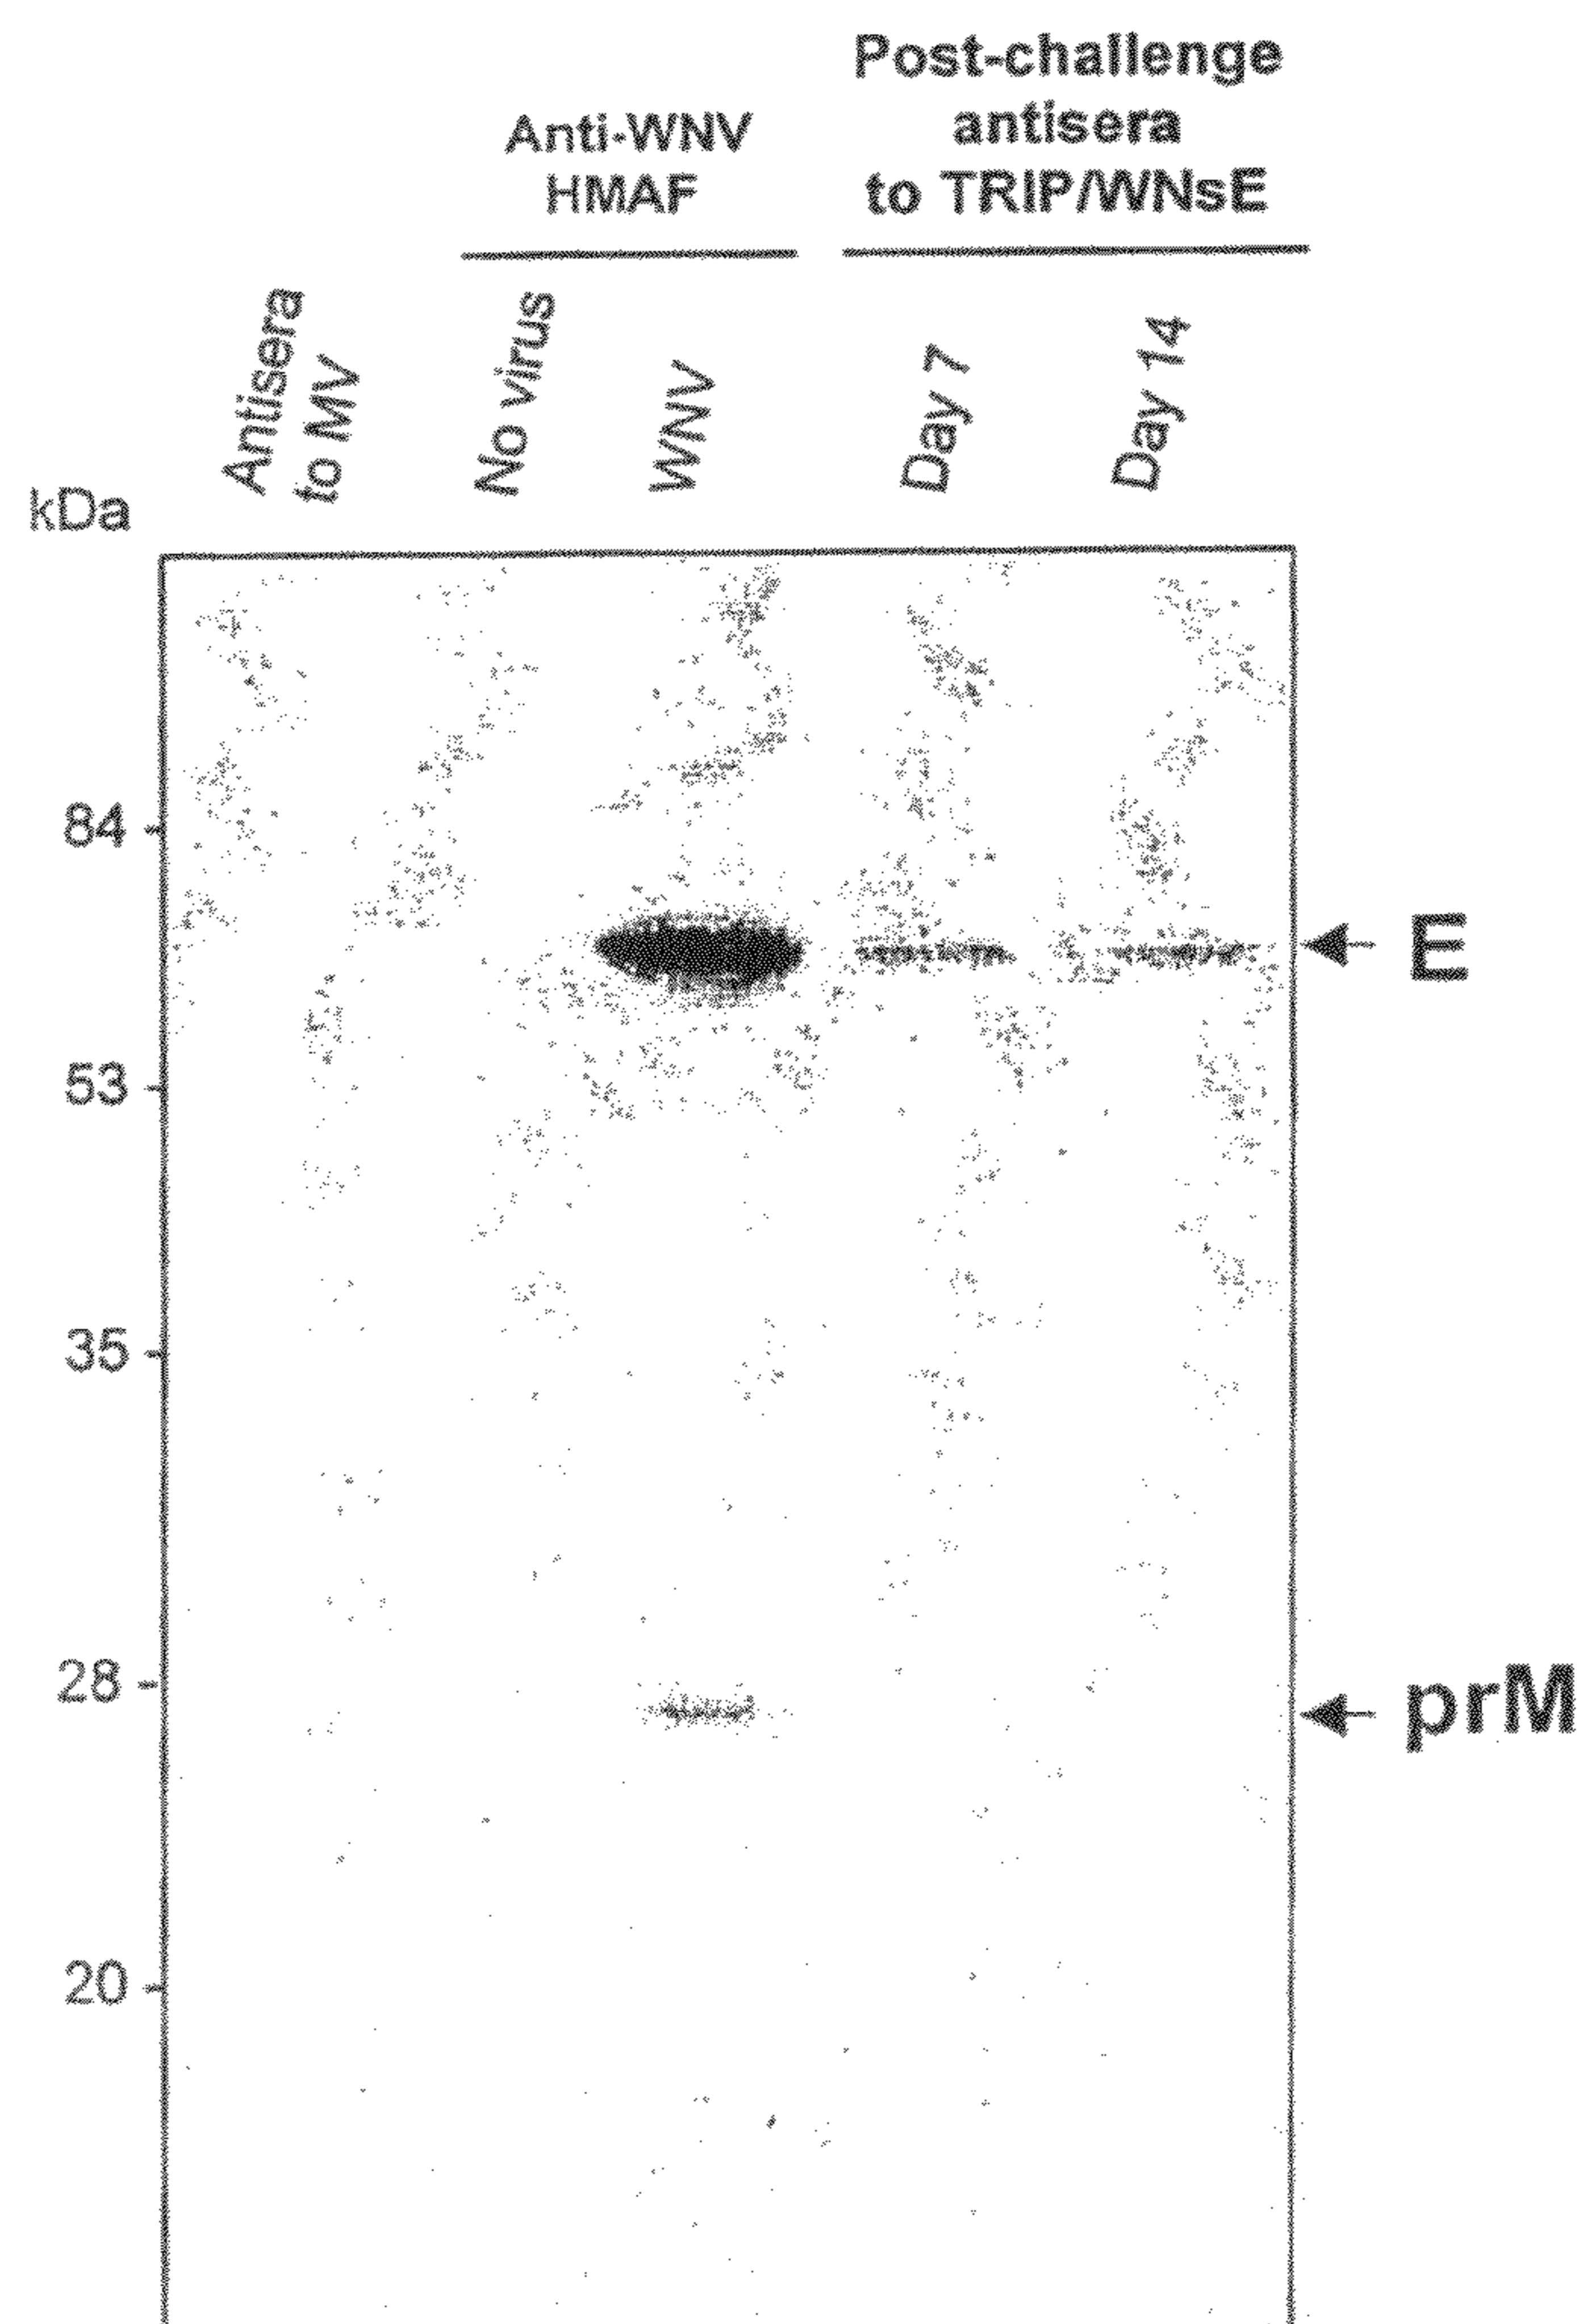 Post-challenge
antisera
to TRIP/WNsE
Anti-WNV
HMAF
Antisera
to MV
No virus
WNV
Day 7
Day 14
kDa
84
53
35
28
20
E
prM